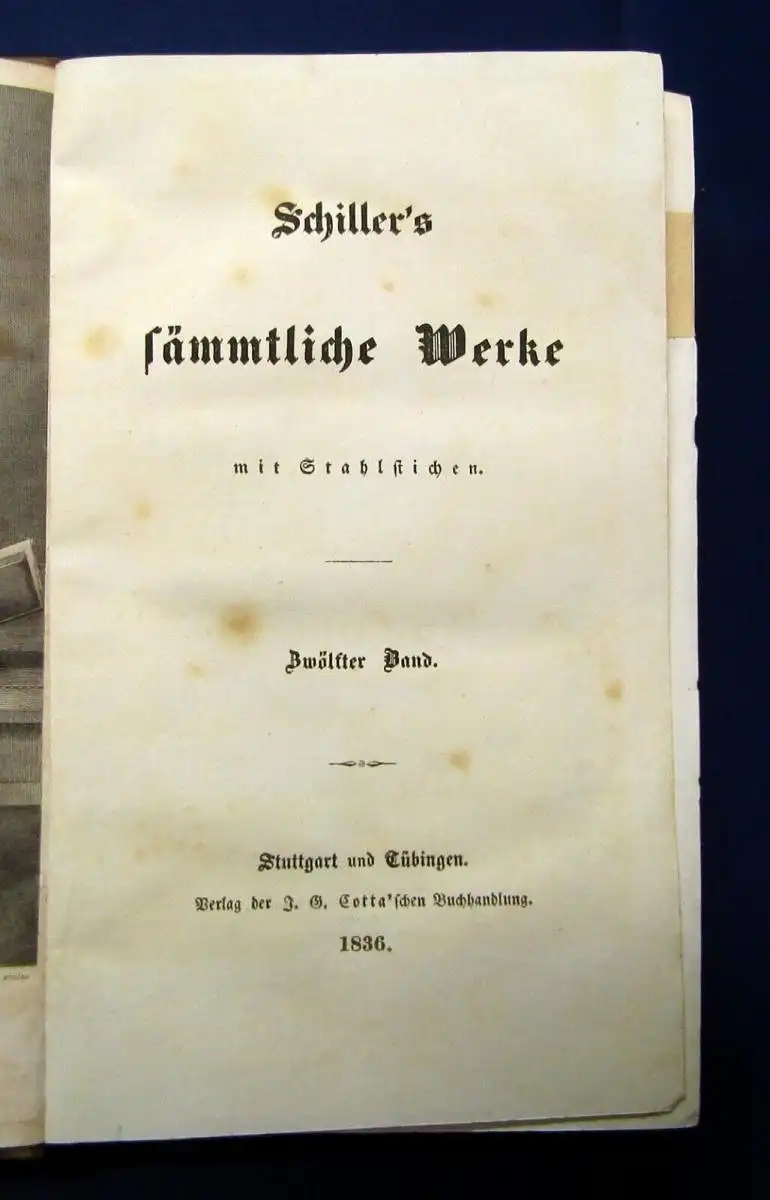 Schiller's
sämmtliche Werke
mit Stahlstichen.
Zwölfter Band.
Stuttgart und Tübingen.
Verlag der J. G. Cotta'schen Buchhandlung.
1836.